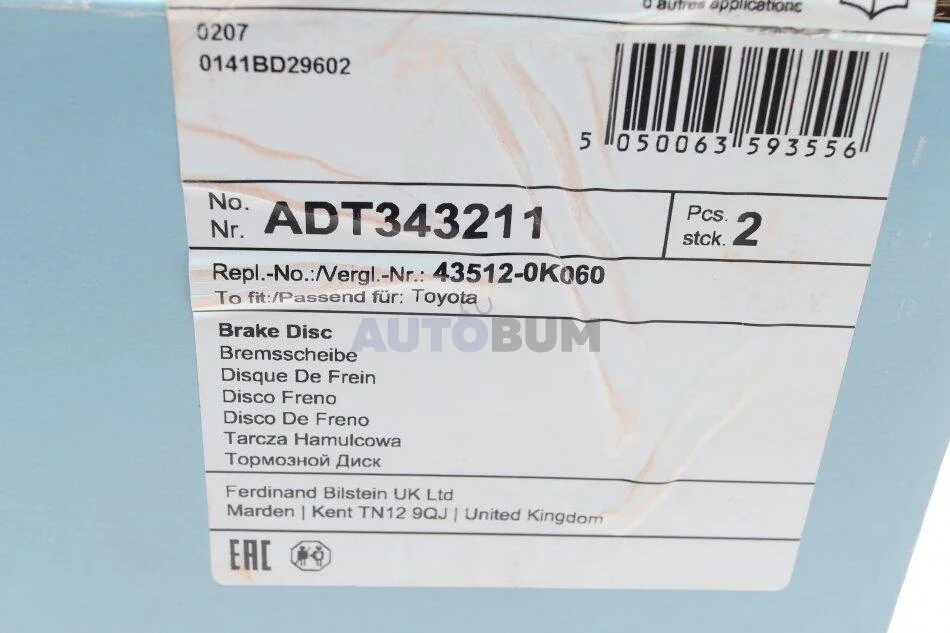 d'autres applications
0207
0141BD29602
5 050063 593556
No.
Nr. ADT343211
Pcs.
stck. 2
Repl.-No.:/Vergl.-Nr.: 43512-0K060
To fit:/Passend für: Toyota
AUTOBUM
Brake Disc
Bremsscheibe
Disque De Frein
Disco Freno
Disco De Freno
Tarcza Hamulcowa
Тормозной Диск
Ferdinand Bilstein UK Ltd
Marden | Kent TN12 9QJ | United Kingdom
EAC